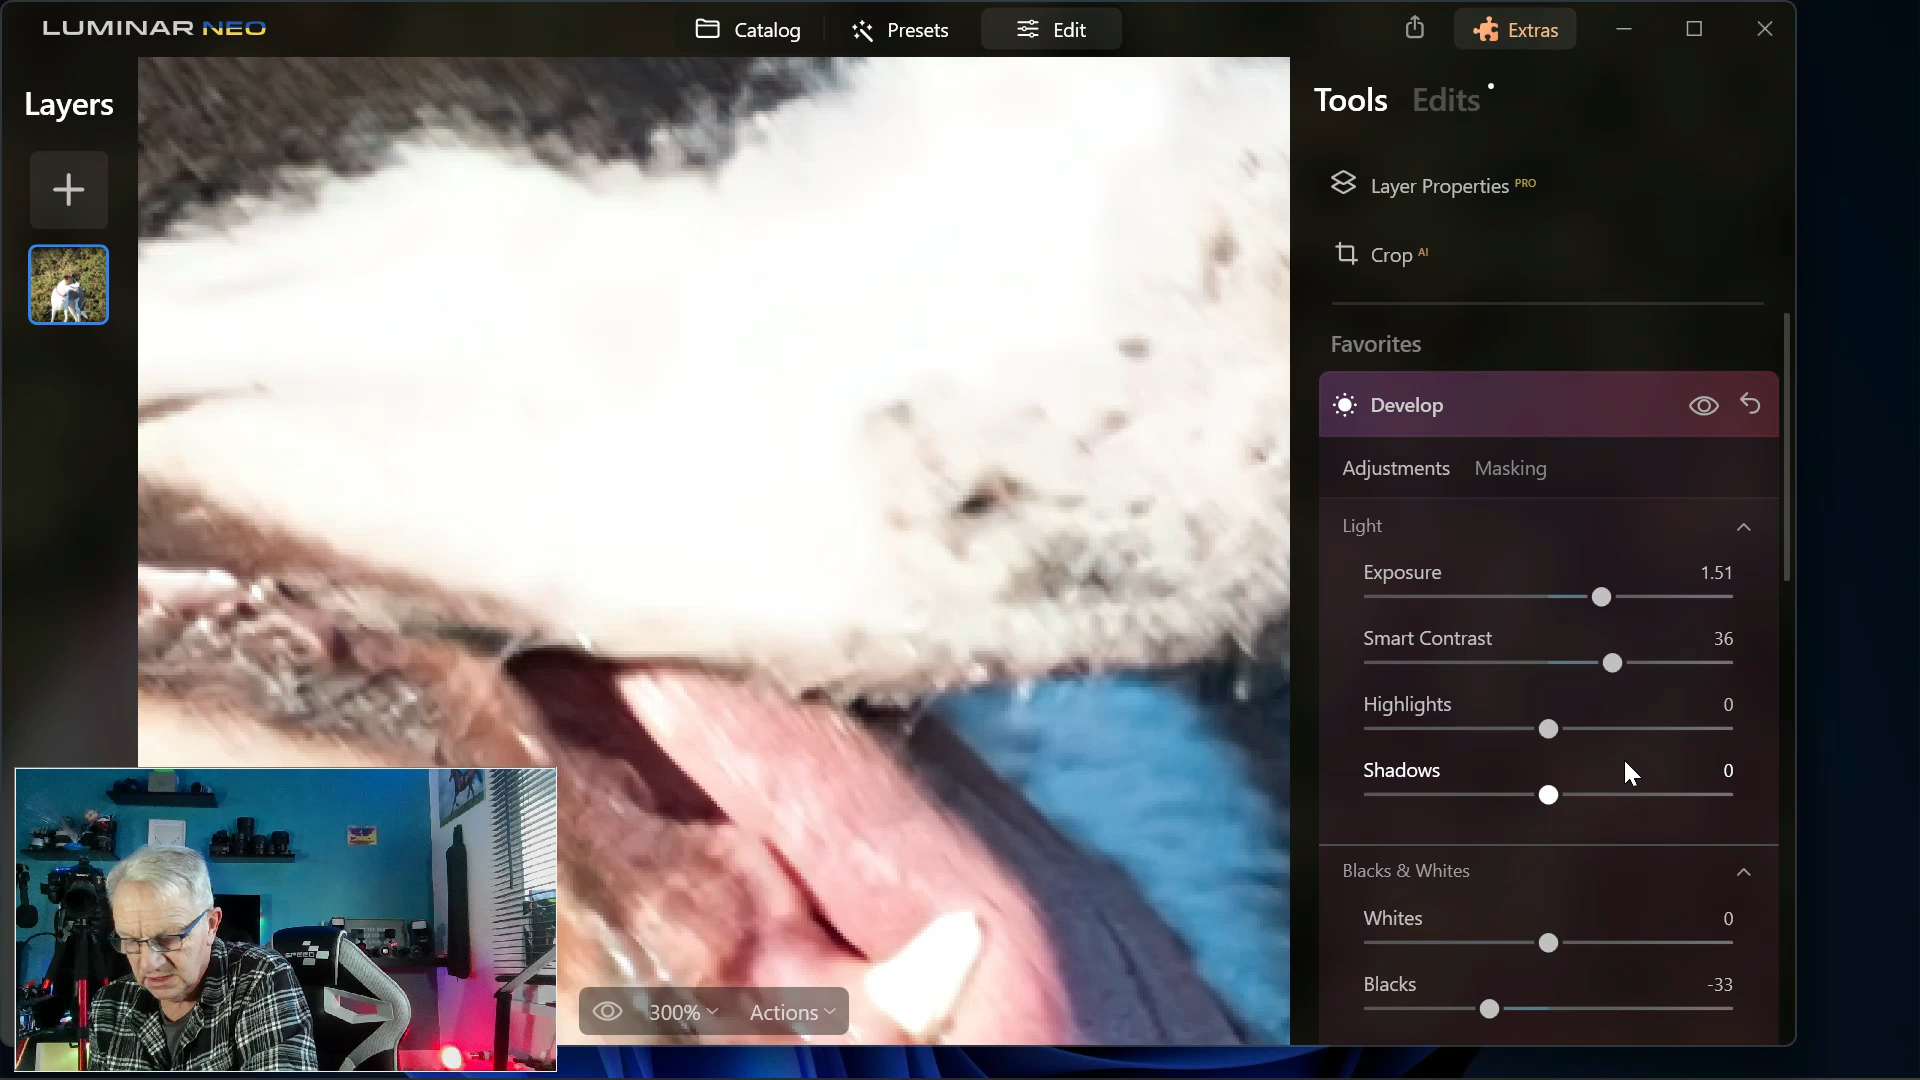 LUMINAR NEO
Catalog
Presets
Edit
Extras
Layers
Tools Edits
Layer Properties PRO
Crop AI
Favorites
Develop
Adjustments Masking
Light
Exposure 1.51
Smart Contrast 36
Highlights 0
Shadows 0
Blacks & Whites
Whites 0
Blacks -33
300% Actions
SPEED